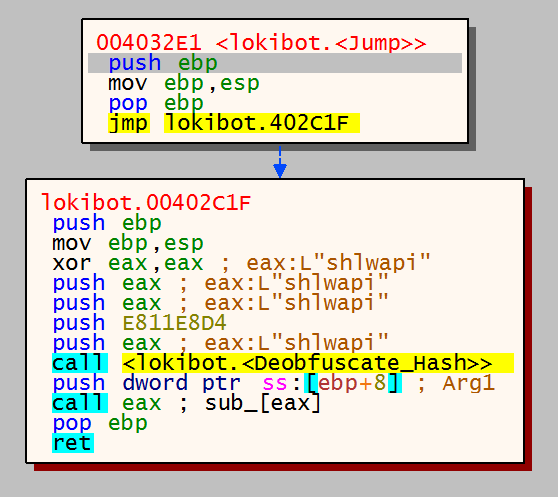 004032E1 <lokibot.<Jump>>
push ebp
mov ebp,esp
pop ebp
jmp lokibot.402C1F
lokibot.00402C1F
push ebp
mov ebp,esp
xor eax,eax ; eax:L"shlwapi"
push eax ; eax:L"shlwapi"
push eax ; eax:L"shlwapi"
push E811E8D4
push eax ; eax:L"shlwapi"
call <lokibot.<Deobfuscate_Hash>>
push dword ptr ss:[ebp+8] ; Arg1
call eax ; sub_[eax]
pop ebp
ret